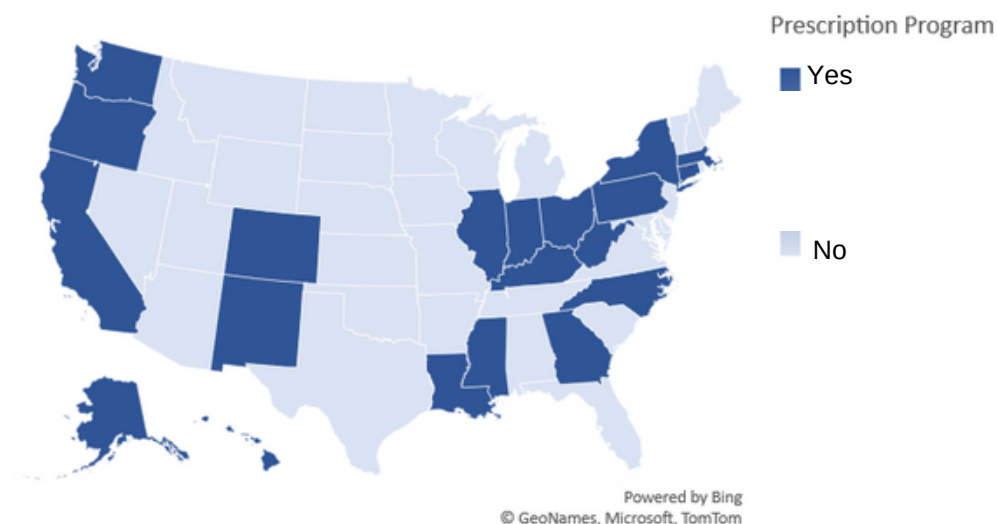 Prescription Program
Yes
No
Powered by Bing
© GeoNames, Microsoft, TomTom